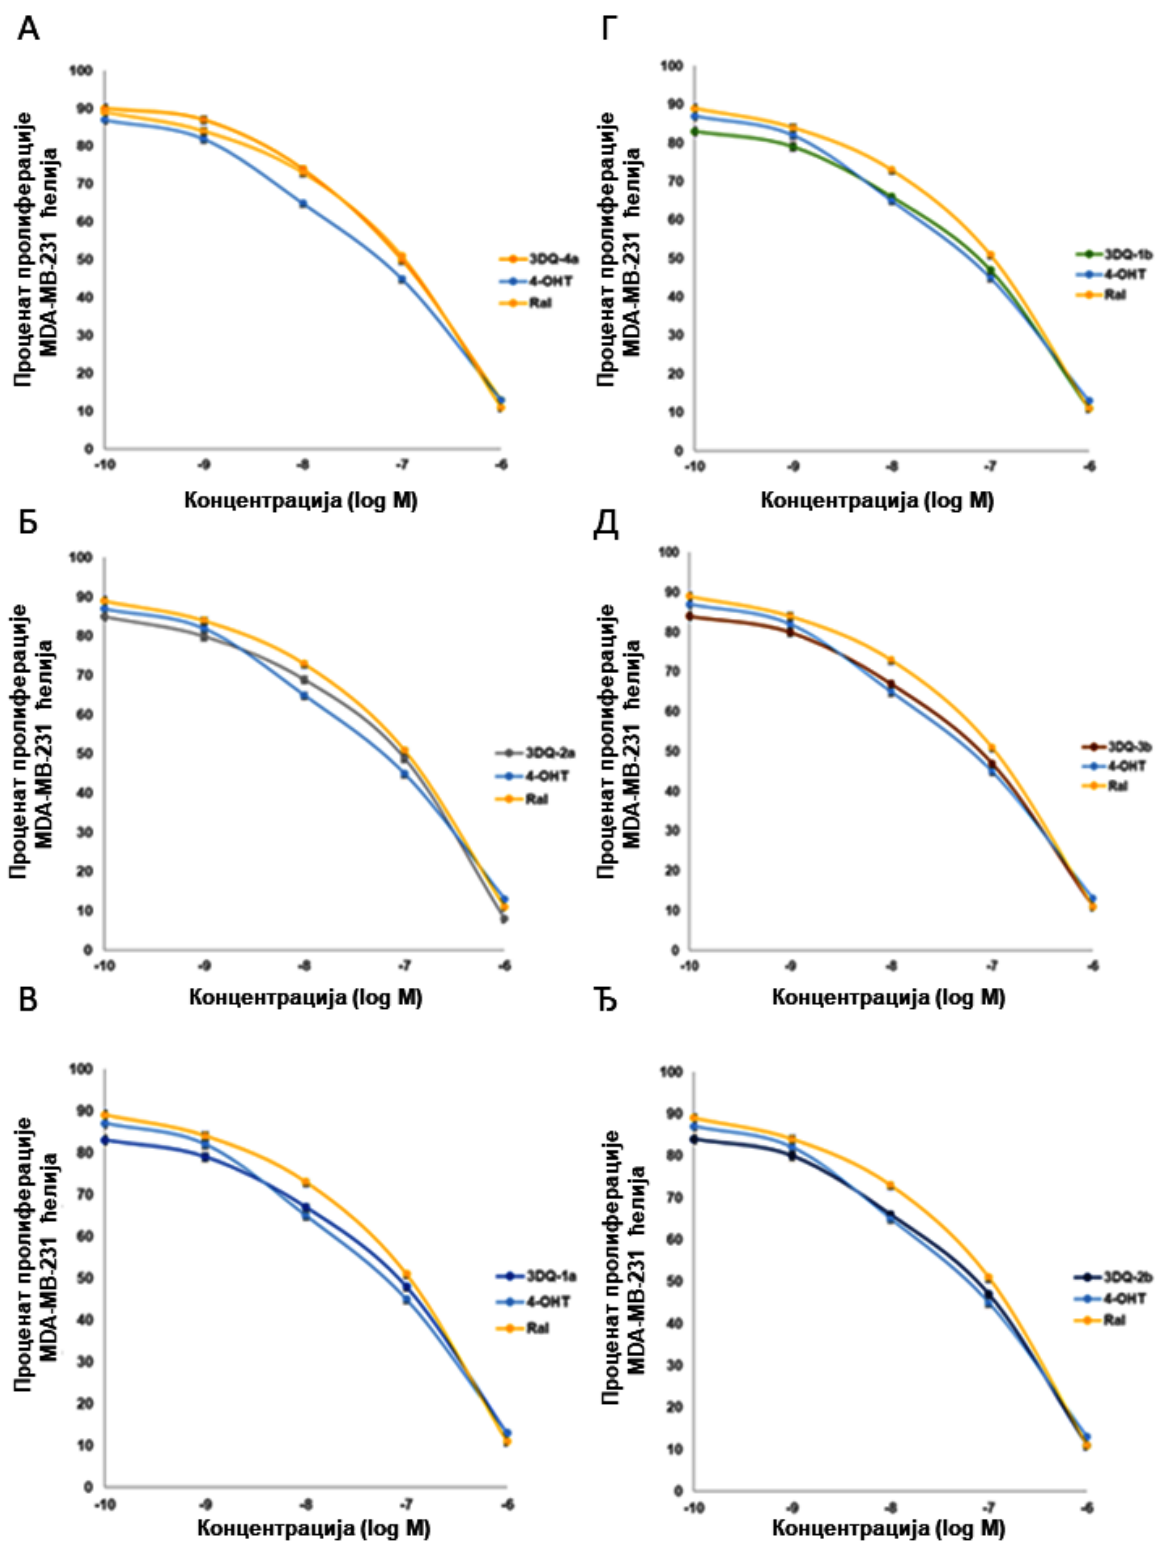 А
Процент пролиферације
MDA-MB-231 ћелија
100
90
80
70
60
50
40
30
20
10
0
-10
-9
-8
-7
-6
3DQ-4a
4-OHT
Ral
Концентрација (log M)
Г
Проценат пролиферације
MDA-MB-231 ћелија
100
90
80
70
60
50
40
30
20
10
0
-10
-9
-8
-7
-6
3DQ-1b
4-OHT
Ral
Концентрација (log M)
Б
Проценат пролиферације
MDA-MB-231 ћелија
100
90
80
70
60
50
40
30
20
10
0
-10
-9
-8
-7
-6
3DQ-2a
4-OHT
Ral
Концентрација (log M)
Д
Проценат пролиферације
MDA-MB-231 ћелија
100
90
80
70
60
50
40
30
20
10
0
-10
-9
-8
-7
-6
3DQ-3b
4-OHT
Ral
Концентрација (log M)
В
Проценат пролиферације
MDA-MB-231 ћелија
100
90
80
70
60
50
40
30
20
10
0
-10
-9
-8
-7
-6
3DQ-1a
4-OHT
Ral
Концентрација (log M)
Ђ
Проценат пролиферације
MDA-MB-231 ћелија
100
90
80
70
60
50
40
30
20
10
0
-10
-9
-8
-7
-6
3DQ-2b
4-OHT
Ral
Концентрација (log M)